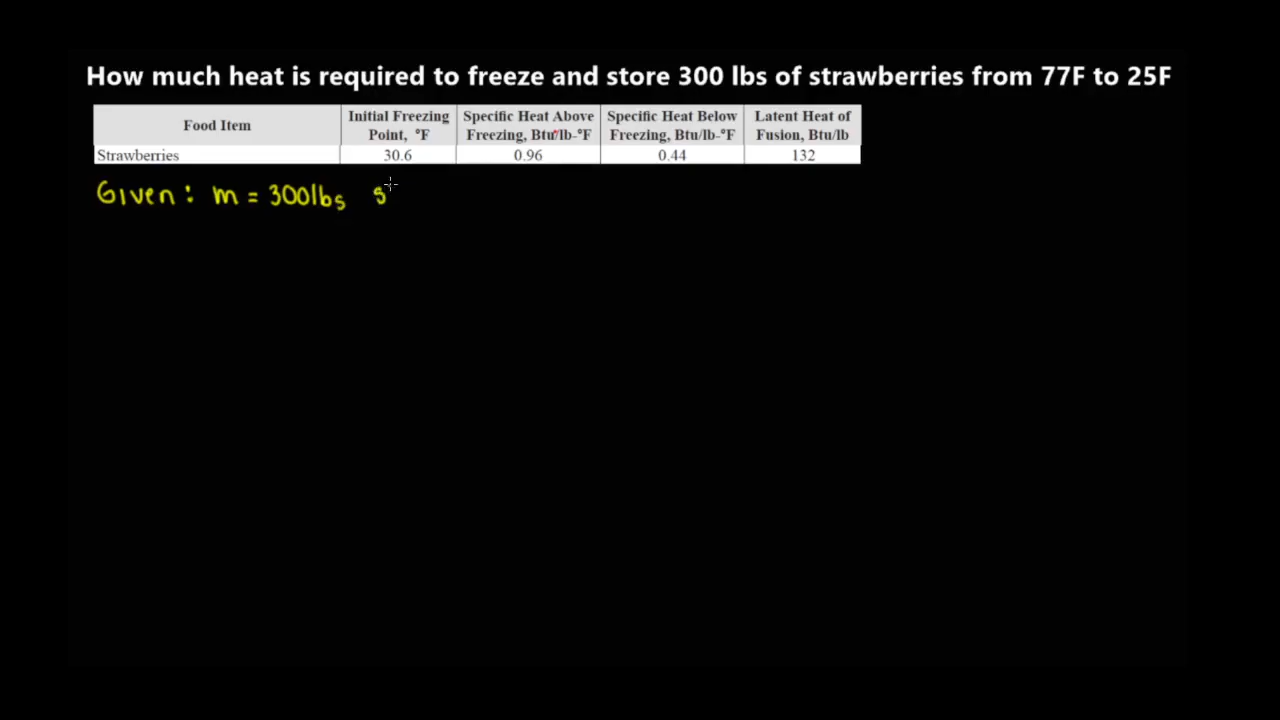 How much heat is required to freeze and store 300 lbs of strawberries from 77F to 25F
Food Item Initial Freezing Point, °F Specific Heat Above Freezing, Btu/lb-°F Specific Heat Below Freezing, Btu/lb-°F Latent Heat of Fusion, Btu/lb
Strawberries 30.6 0.96 0.44 132
Given: m = 300lbs s